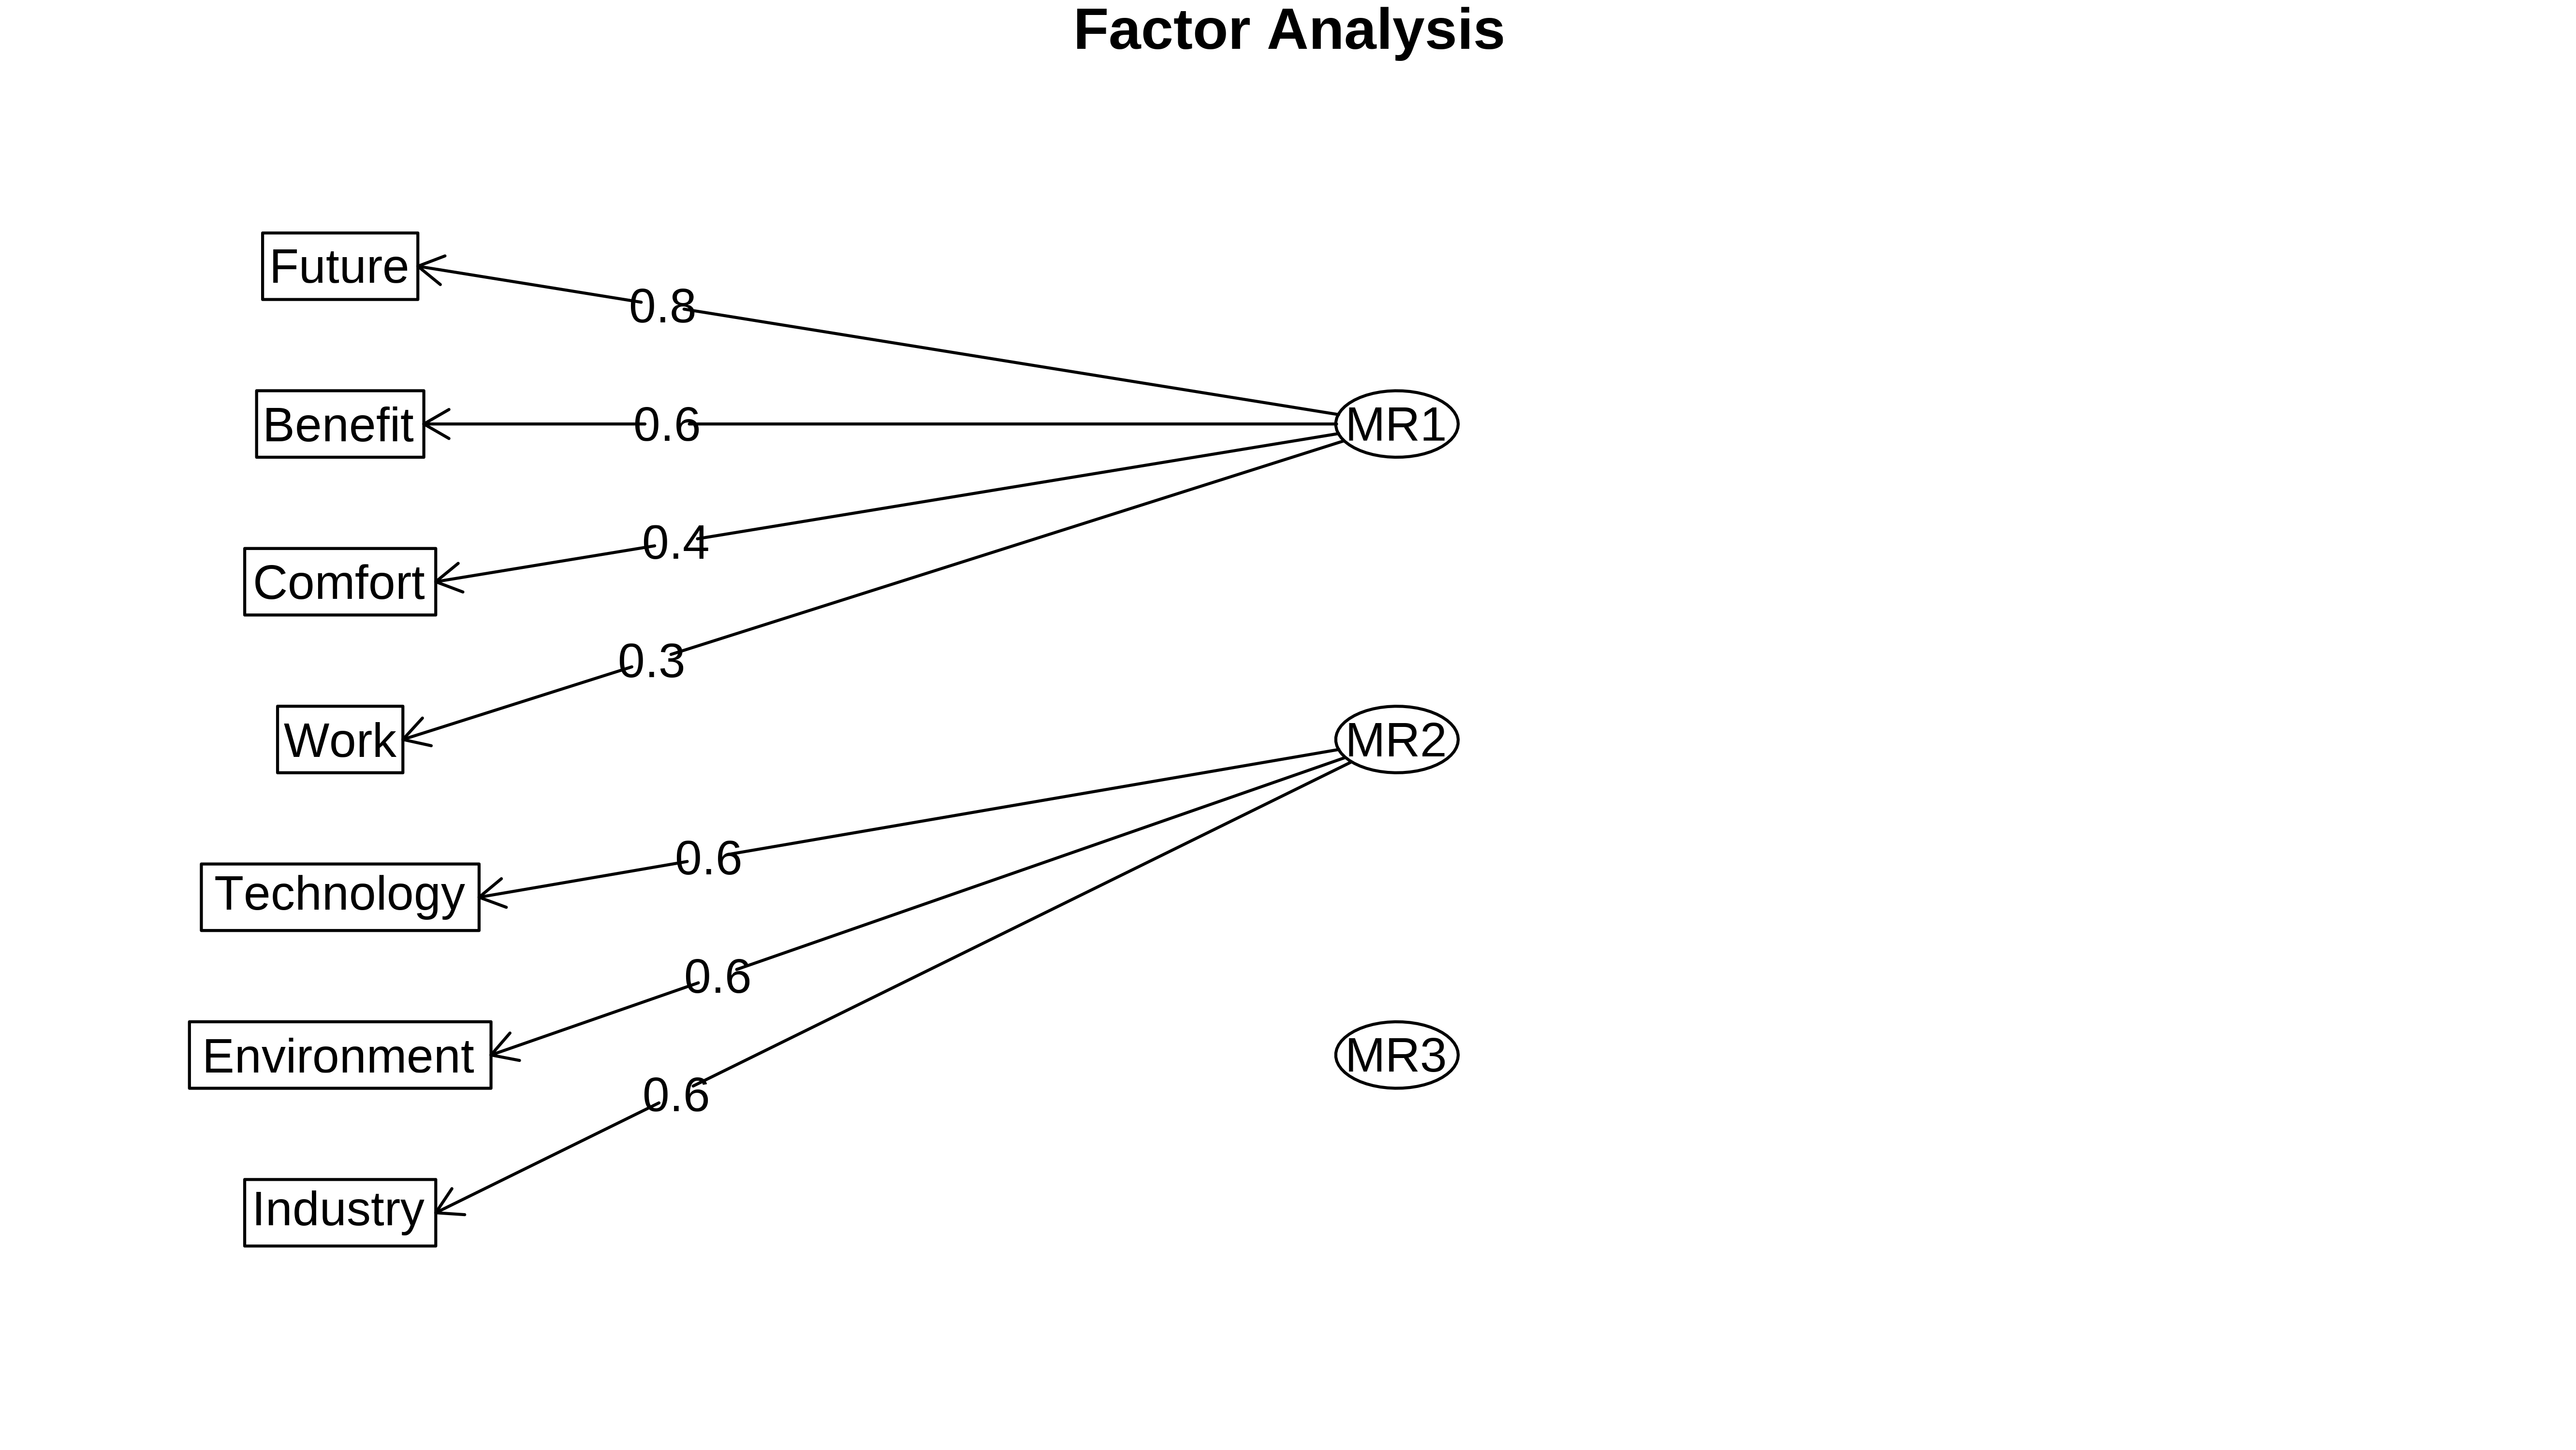 Factor Analysis
Future
0.8
Benefit
0.6
MR1
Comfort
0.4
0.3
Work
MR2
Technology
0.6
Environment
0.6
MR3
0.6
Industry